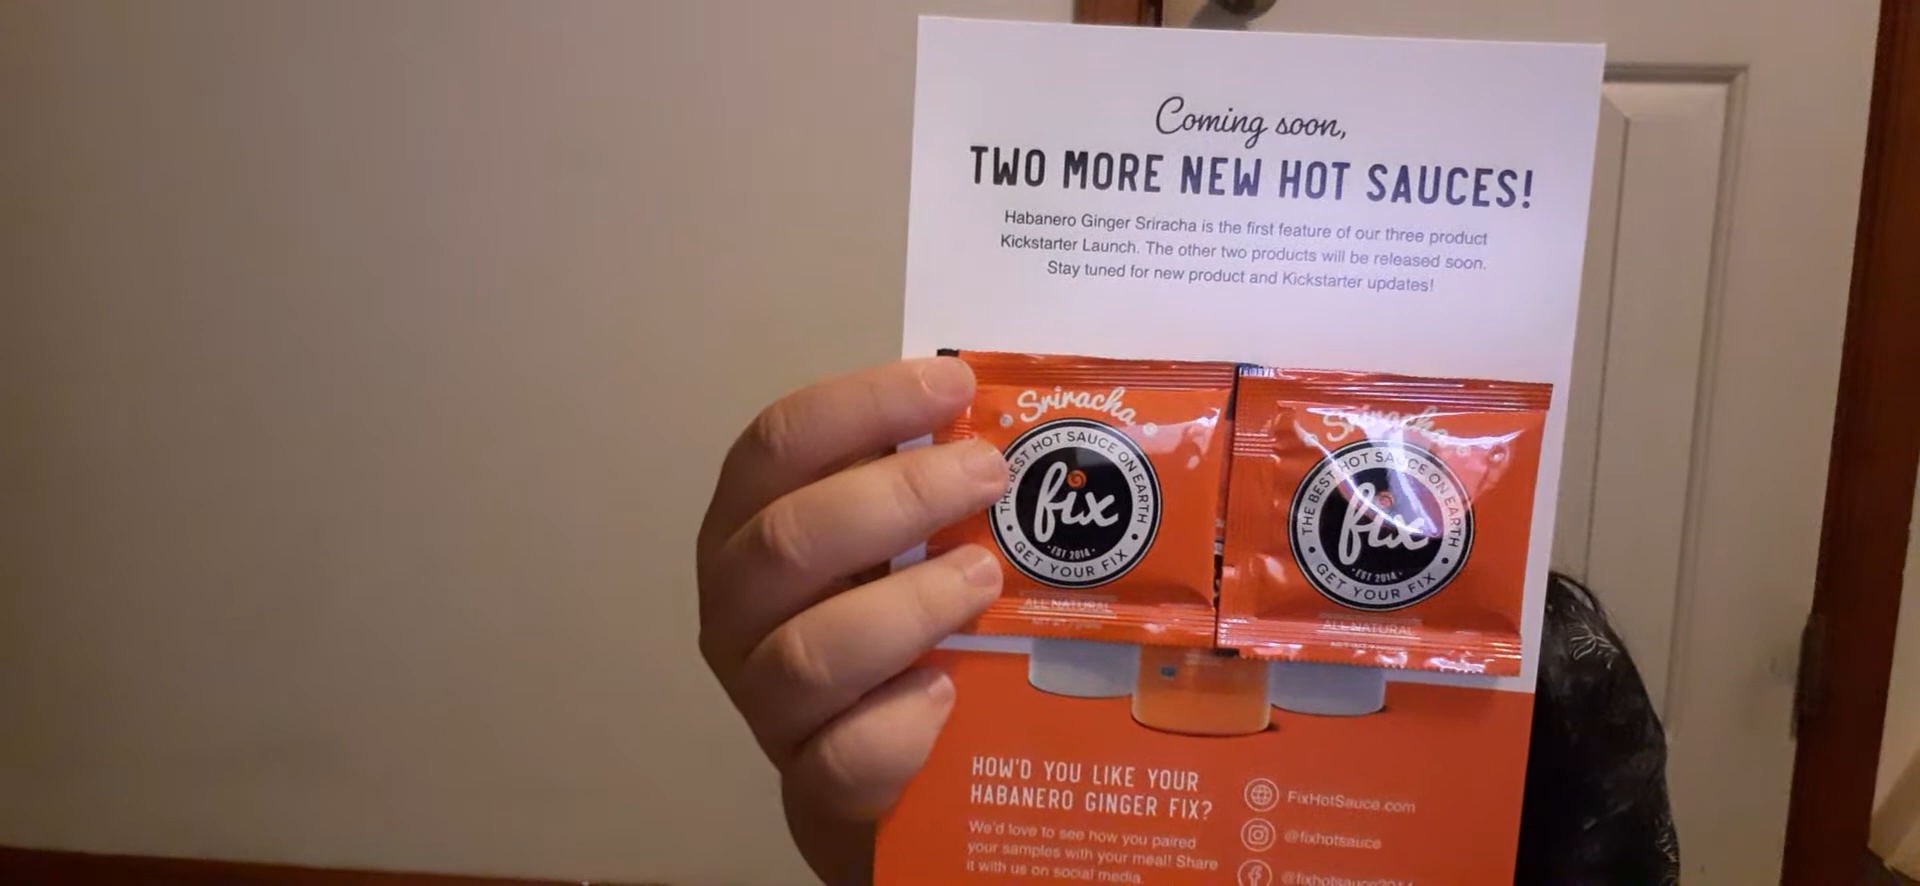 Coming soon,
TWO MORE NEW HOT SAUCES!
Habanero Ginger Sriracha is the first feature of our three product
Kickstarter Launch. The other two products will be released soon.
Stay tuned for new product and Kickstarter updates!
Sriracha
THE BEST HOT SAUCE ON EARTH
fix
• EST 2014 •
• GET YOUR FIX •
ALL NATURAL
Sriracha
THE BEST HOT SAUCE ON EARTH
fix
• EST 2014 •
• GET YOUR FIX •
ALL NATURAL
HOW'D YOU LIKE YOUR
HABANERO GINGER FIX?
We'd love to see how you paired
your samples with your meal! Share
it with us on social media.
FixHotSauce.com
@fixhotsauce